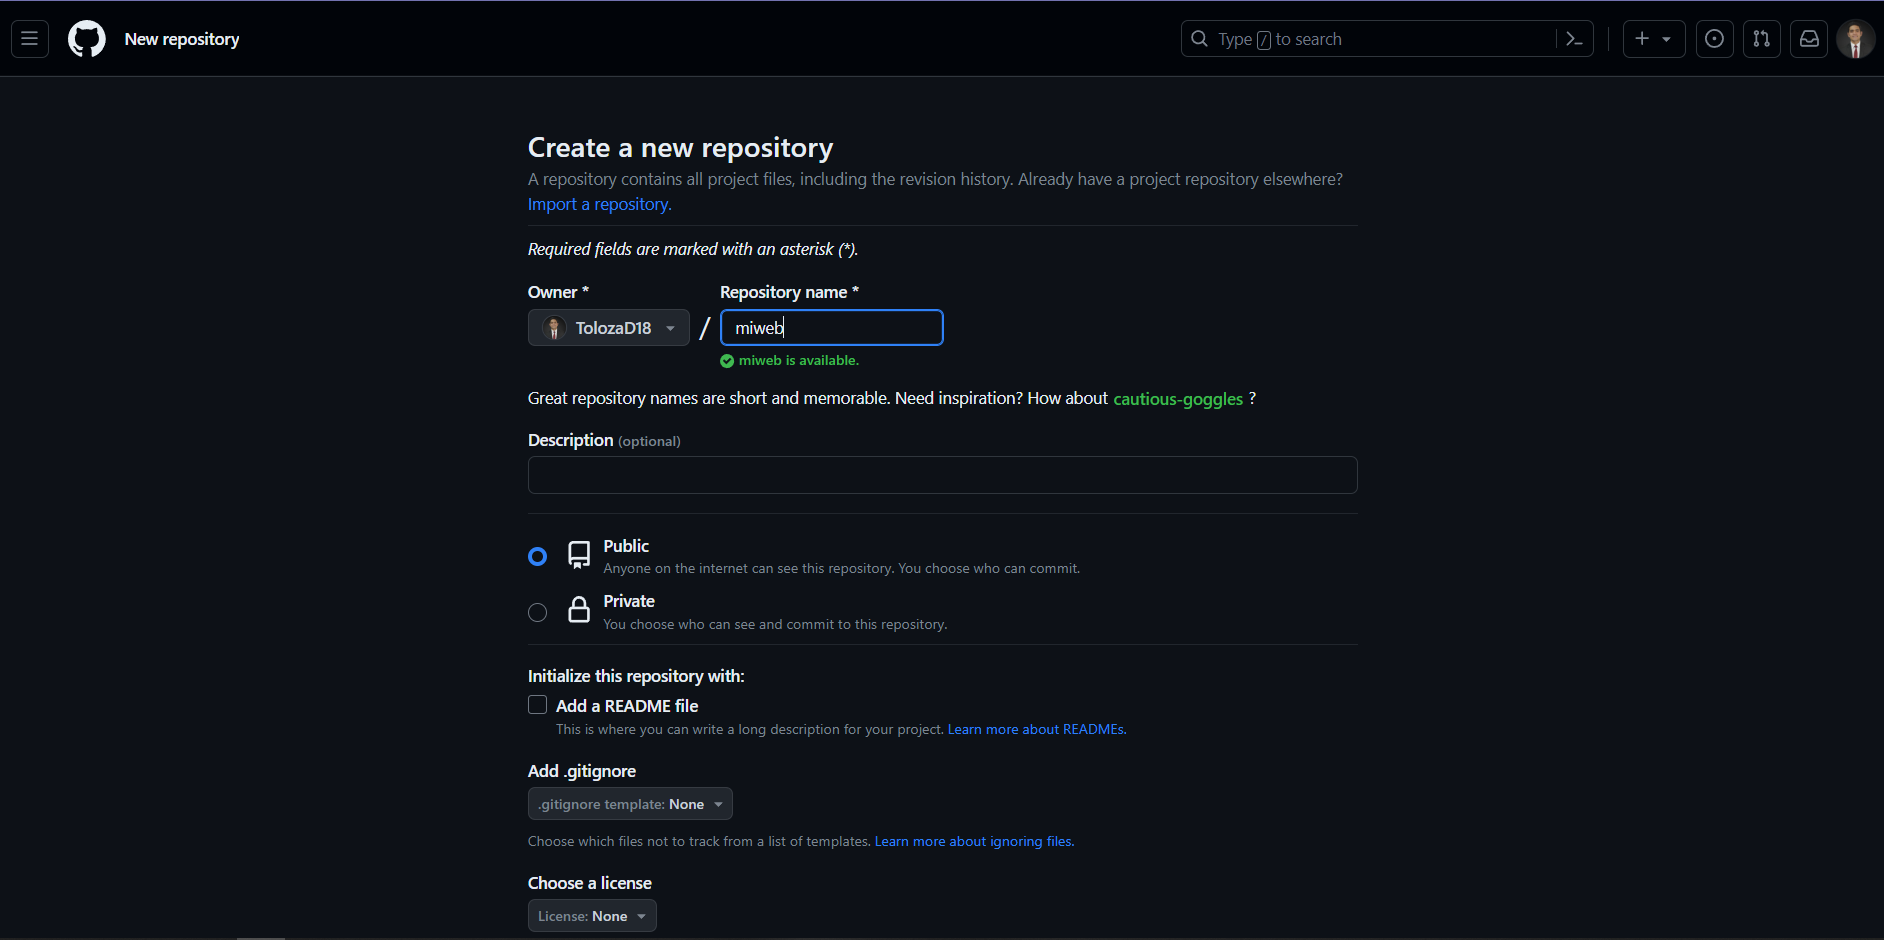 New repository
Type / to search
Create a new repository
A repository contains all project files, including the revision history. Already have a project repository elsewhere?
Import a repository.
Required fields are marked with an asterisk (*).
Owner *
Repository name *
TolozaD18
/
miweb
miweb is available.
Great repository names are short and memorable. Need inspiration? How about cautious-goggles ?
Description (optional)
Public
Anyone on the internet can see this repository. You choose who can commit.
Private
You choose who can see and commit to this repository.
Initialize this repository with:
Add a README file
This is where you can write a long description for your project. Learn more about READMEs.
Add .gitignore
.gitignore template: None
Choose which files not to track from a list of templates. Learn more about ignoring files.
Choose a license
License: None